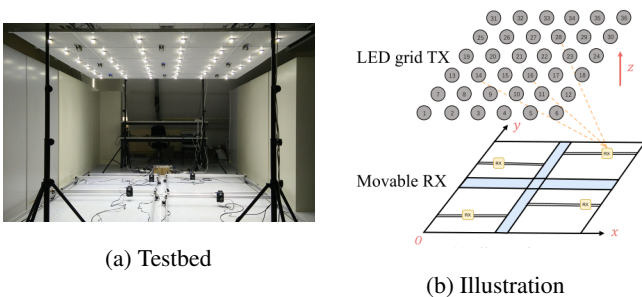 31 32 33 34 35 36
25 26 27 28 29 30
LED grid TX
19 20 21 22 23 24
z
13 14 15 16 17 18
7 8 9 10 11 12
1 2 3 4 5 6
y
RX
RX
Movable RX
RX
RX
0
x
(a) Testbed
(b) Illustration